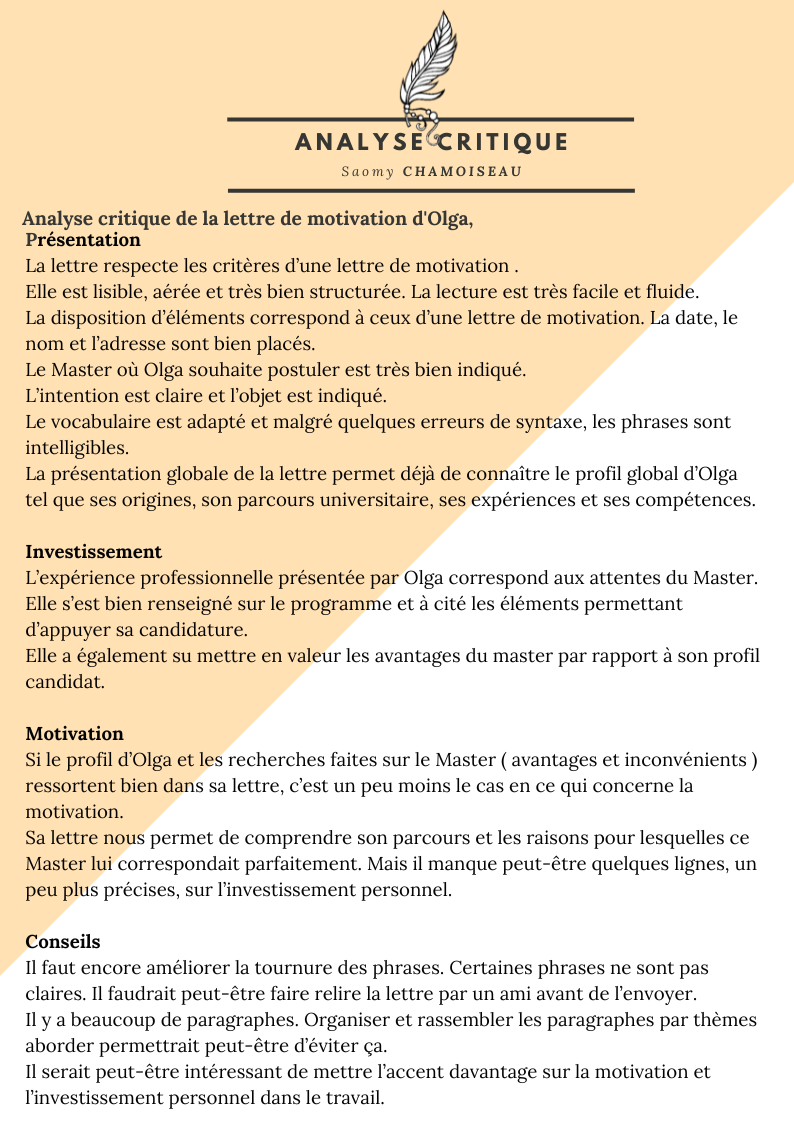 ANALYSE CRITIQUE
Saomy CHAMOISEAU
Analyse critique de la lettre de motivation d'Olga,
Présentation
La lettre respecte les critères d’une lettre de motivation .
Elle est lisible, aérée et très bien structurée. La lecture est très facile et fluide.
La disposition d’éléments correspond à ceux d’une lettre de motivation. La date, le
nom et l’adresse sont bien placés.
Le Master où Olga souhaite postuler est très bien indiqué.
L’intention est claire et l’objet est indiqué.
Le vocabulaire est adapté et malgré quelques erreurs de syntaxe, les phrases sont
intelligibles.
La présentation globale de la lettre permet déjà de connaître le profil global d’Olga
tel que ses origines, son parcours universitaire, ses expériences et ses compétences.
Investissement
L’expérience professionnelle présentée par Olga correspond aux attentes du Master.
Elle s’est bien renseigné sur le programme et à cité les éléments permettant
d’appuyer sa candidature.
Elle a également su mettre en valeur les avantages du master par rapport à son profil
candidat.
Motivation
Si le profil d’Olga et les recherches faites sur le Master ( avantages et inconvénients )
ressortent bien dans sa lettre, c’est un peu moins le cas en ce qui concerne la
motivation.
Sa lettre nous permet de comprendre son parcours et les raisons pour lesquelles ce
Master lui correspondait parfaitement. Mais il manque peut-être quelques lignes, un
peu plus précises, sur l’investissement personnel.
Conseils
Il faut encore améliorer la tournure des phrases. Certaines phrases ne sont pas
claires. Il faudrait peut-être faire relire la lettre par un ami avant de l’envoyer.
Il y a beaucoup de paragraphes. Organiser et rassembler les paragraphes par thèmes
aborder permettrait peut-être d’éviter ça.
Il serait peut-être intéressant de mettre l’accent davantage sur la motivation et
l’investissement personnel dans le travail.